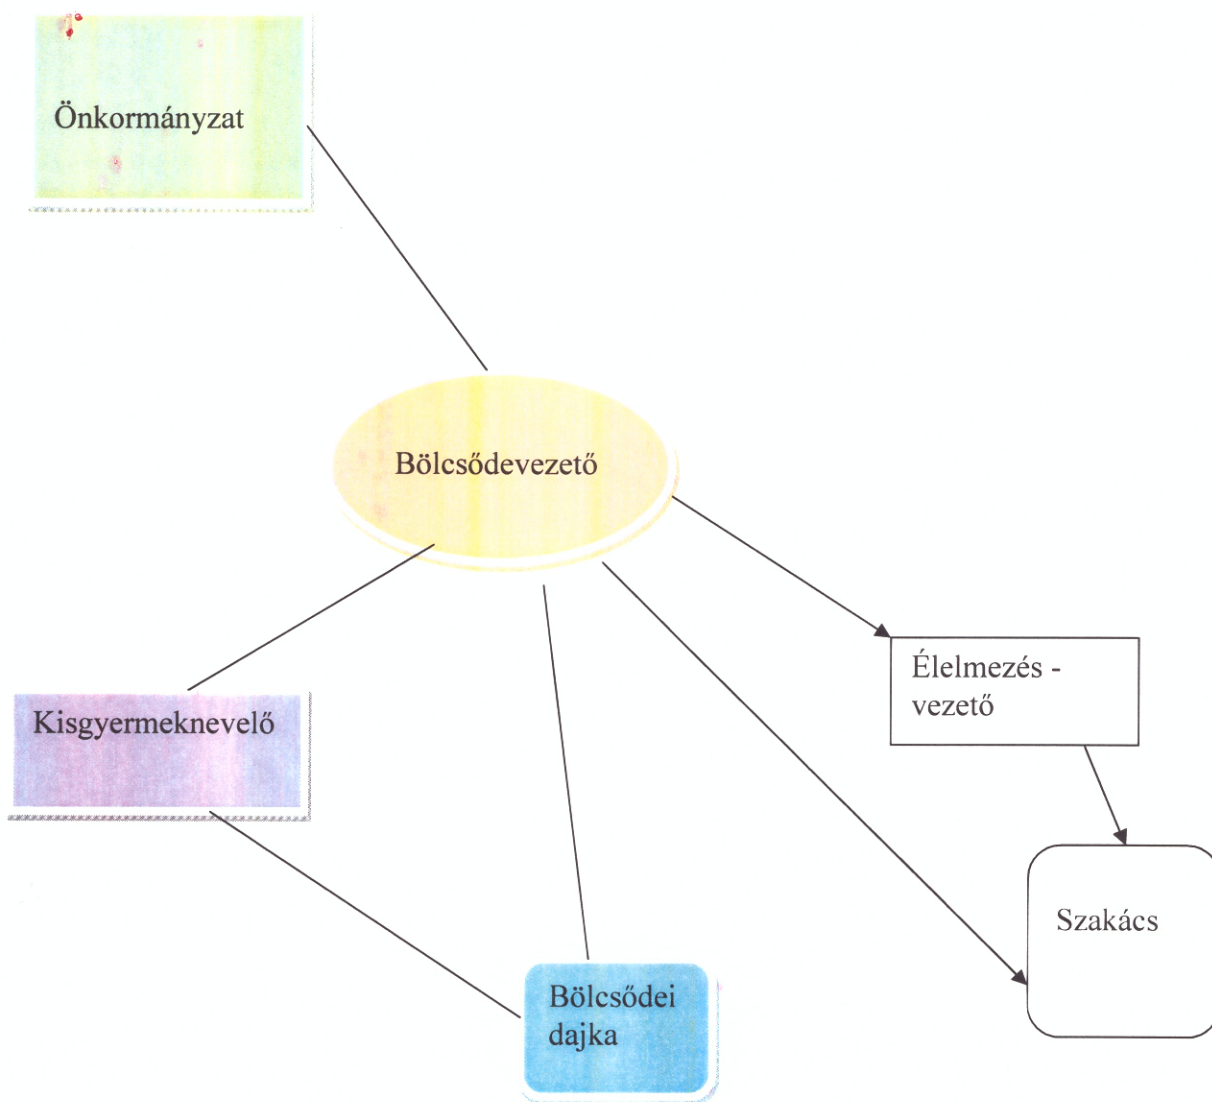 Önkormányzat
Bölcsődevezető
Élelmezés -
vezető
Kisgyermeknevelő
Szakács
Bölcsődei
dajka